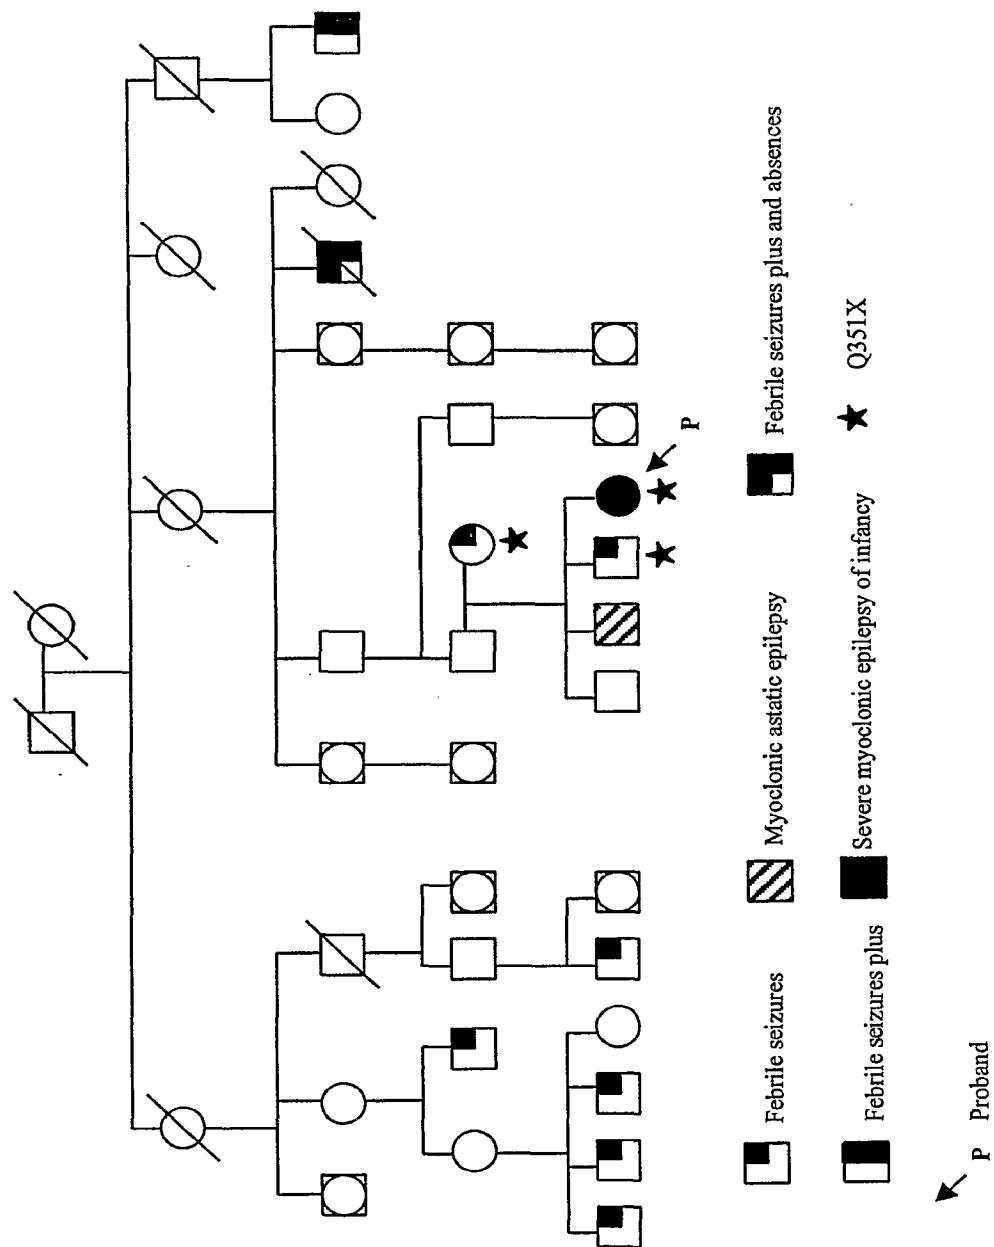 P
Febrile seizures
Myoclonic astatic epilepsy
Febrile seizures plus and absences
Febrile seizures plus
Severe myoclonic epilepsy of infancy
Q351X
P Proband